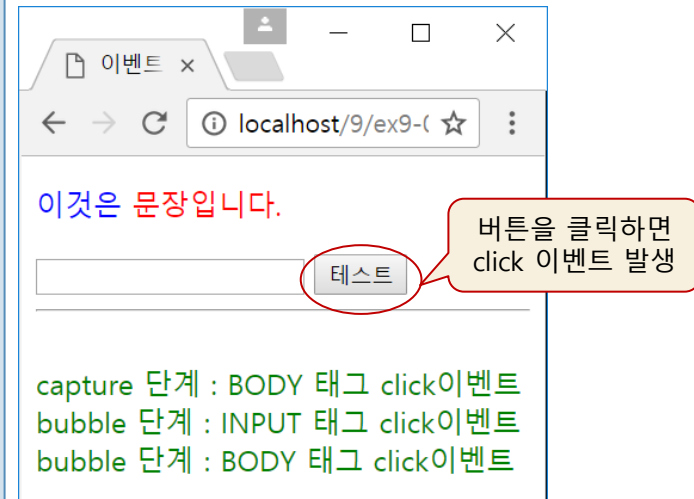 이벤트
localhost/9/ex9-(
이것은 문장입니다.
버튼을 클릭하면
click 이벤트 발생
테스트
capture 단계 : BODY 태그 click이벤트
bubble 단계 : INPUT 태그 click이벤트
bubble 단계 : BODY 태그 click이벤트